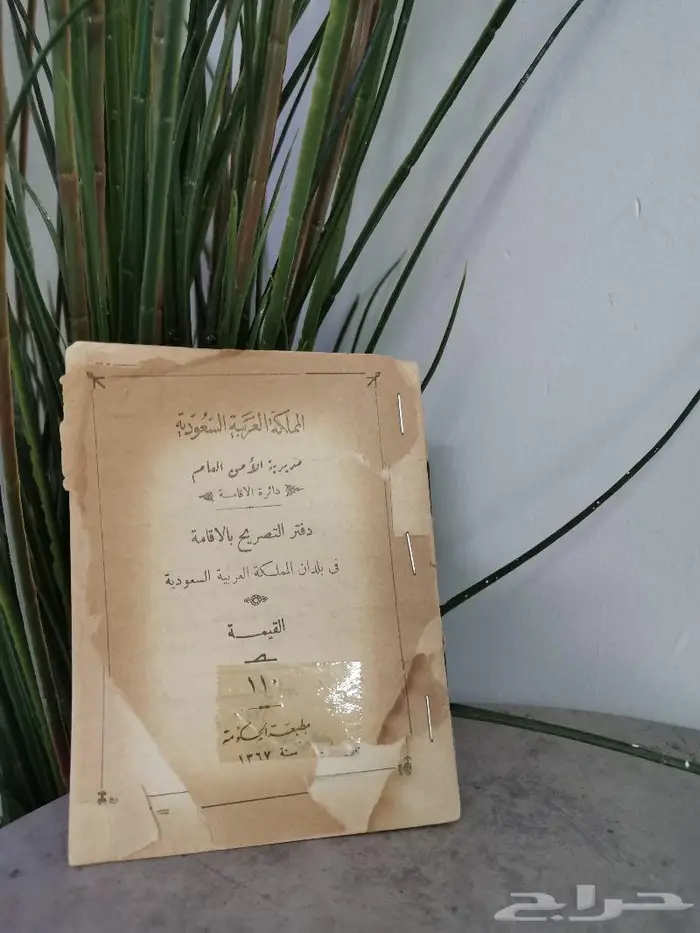 المملكة العربية السعودية
مديرية الأمن العام
دائرة الاقامة
دفتر التصريح بالاقامة
فى بلدان المملكة العربية السعودية
القيمة
١١٠
مطبعة الحكومة
سنة ١٣٦٧
حراج